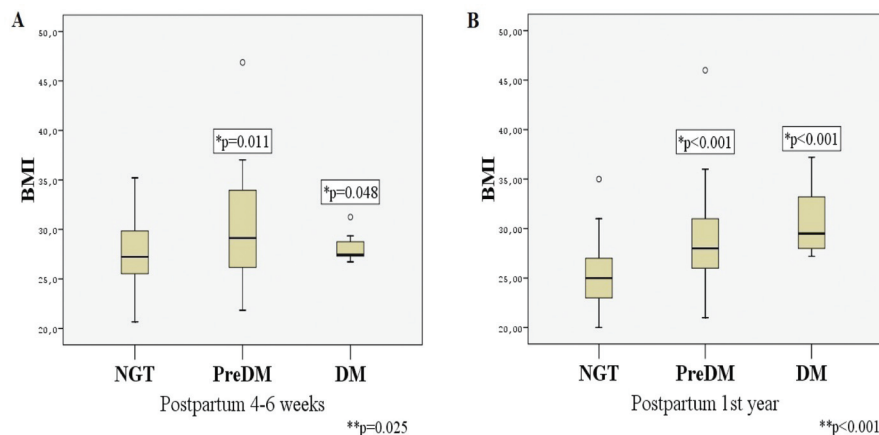 A
50,0
45,0
40,0
35,0
30,0
25,0
20,0
BMI
*p=0.011
*p=0.048
NGT PreDM DM
Postpartum 4-6 weeks
**p=0.025
B
50,00
45,00
40,00
35,00
30,00
25,00
20,00
BMI
*p<0.001
*p<0.001
NGT PreDM DM
Postpartum 1st year
**p<0.001